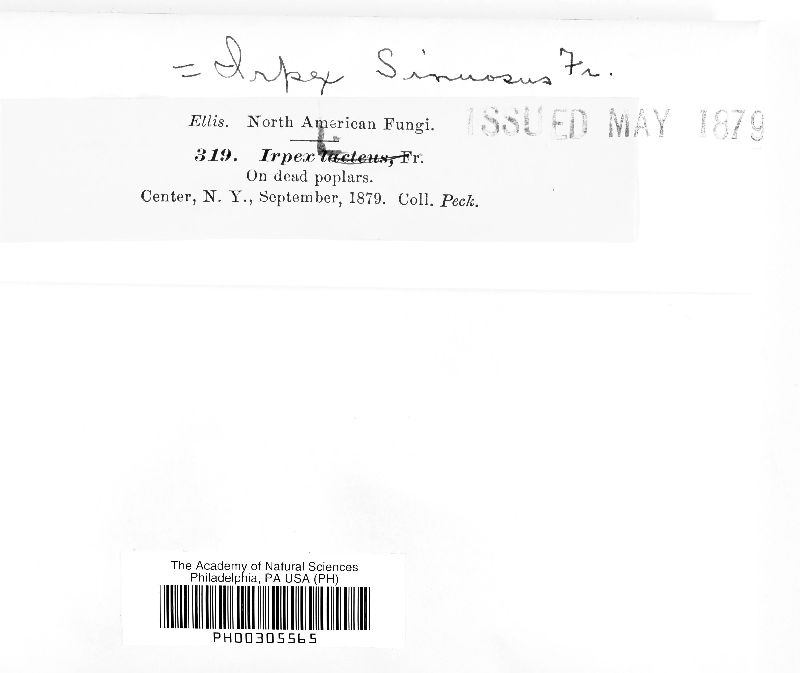 = Irpex Sinuosus Fr.
Ellis. North American Fungi.
ISSUED MAY 1879
319. Irpex lacteus, Fr.
On dead poplars.
Center, N. Y., September, 1879. Coll. Peck.
The Academy of Natural Sciences
Philadelphia, PA USA (PH)
PH00305565